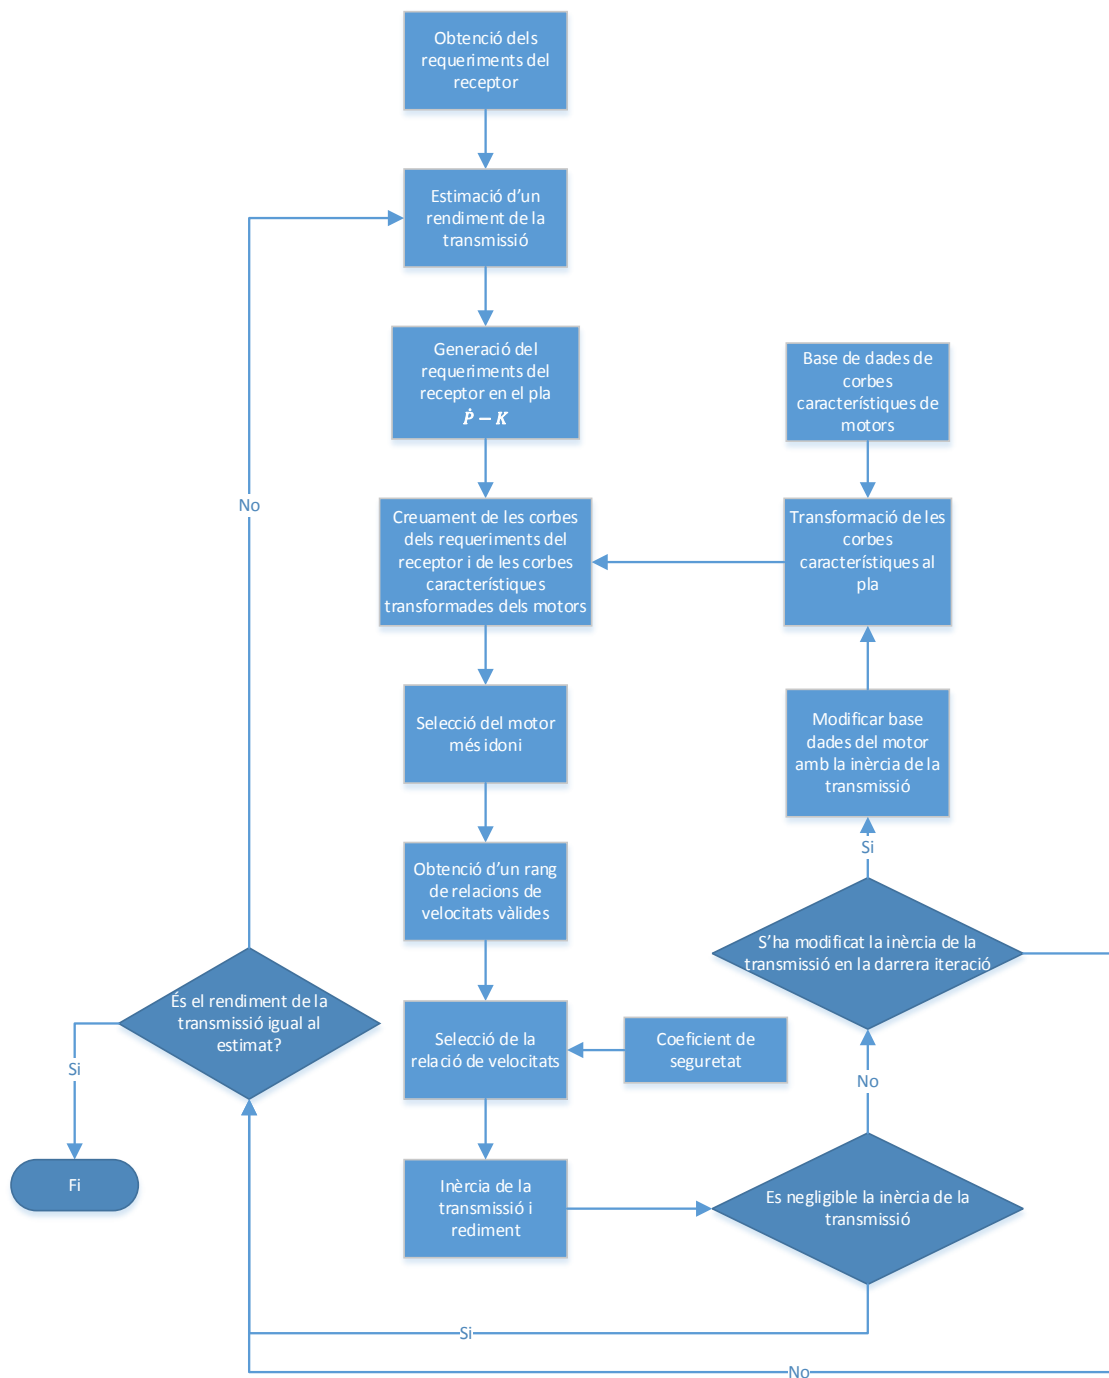 Obtenció dels
requeriments del
receptor
Estimació d'un
rendiment de la
transmissió
Generació del
requeriments del
receptor en el pla
Ṗ − K
Base de dades de
corbes
característiques de
motors
No
Creuament de les corbes
dels requeriments del
receptor i de les corbes
característiques
transformades dels motors
Transformació de les
corbes
característiques al
pla
Selecció del motor
més idoni
Modificar base
dades del motor
amb la inèrcia de la
transmissió
Si
Obtenció d'un rang
de relacions de
velocitats vàlides
S'ha modificat la inèrcia de la
transmissió en la darrera iteració
És el rendiment de la
transmissió igual al
estimat?
Selecció de la
relació de velocitats
Coeficient de
seguretat
Si
No
Fi
Inèrcia de la
transmissió i
rediment
Es negligible la inèrcia de la
transmissió
Si
No